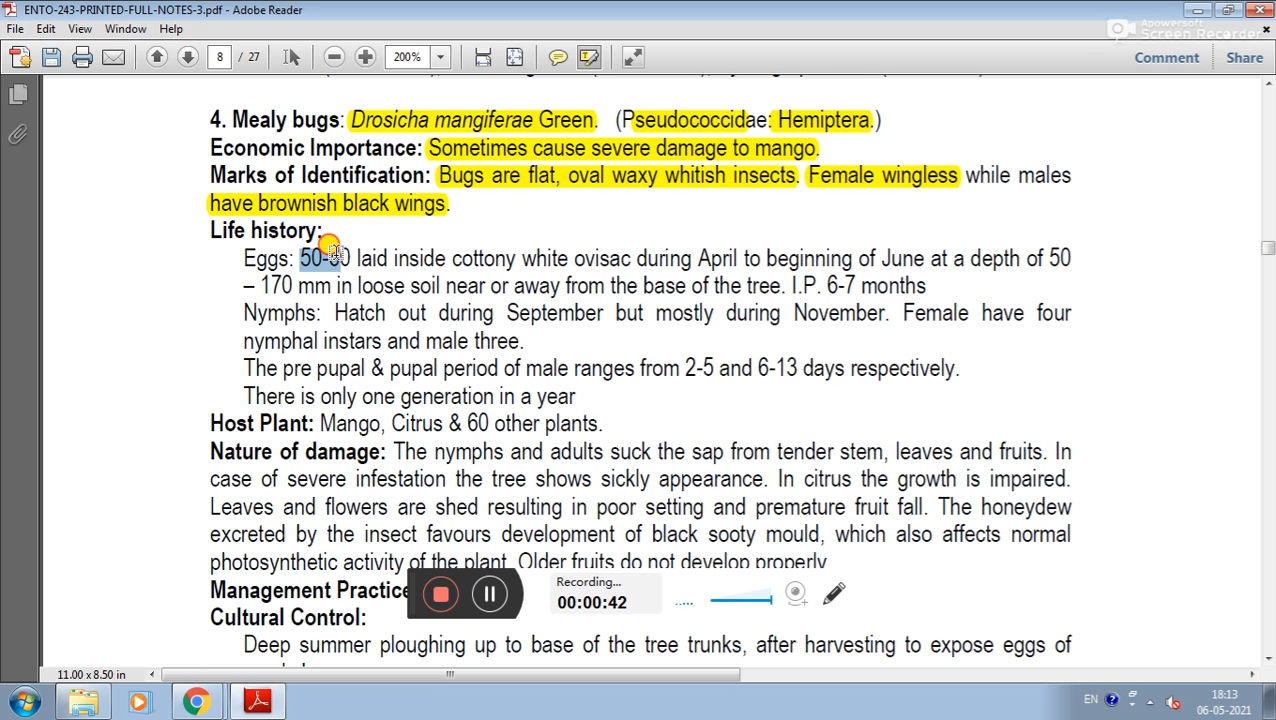 ENTO-243-PRINTED-FULL-NOTES-3.pdf - Adobe Reader
File Edit View Window Help
Apowersoft
Screen Recorder
8 / 27 200% Comment Share
4. Mealy bugs: Drosicha mangiferae Green. (Pseudococcidae: Hemiptera.)
Economic Importance: Sometimes cause severe damage to mango.
Marks of Identification: Bugs are flat, oval waxy whitish insects. Female wingless while males
have brownish black wings.
Life history:
Eggs: laid inside cottony white ovisac during April to beginning of June at a depth of 50
– 170 mm in loose soil near or away from the base of the tree. I.P. 6-7 months
Nymphs: Hatch out during September but mostly during November. Female have four
nymphal instars and male three.
The pre pupal & pupal period of male ranges from 2-5 and 6-13 days respectively.
There is only one generation in a year
Host Plant: Mango, Citrus & 60 other plants.
Nature of damage: The nymphs and adults suck the sap from tender stem, leaves and fruits. In
case of severe infestation the tree shows sickly appearance. In citrus the growth is impaired.
Leaves and flowers are shed resulting in poor setting and premature fruit fall. The honeydew
excreted by the insect favours development of black sooty mould, which also affects normal
photosynthetic activity of the plant. Older fruits do not develop properly
Management Practice
Recording...
00:00:42
Cultural Control:
Deep summer ploughing up to base of the tree trunks, after harvesting to expose eggs of
11.00 x 8.50 in
EN 18:13
06-05-2021